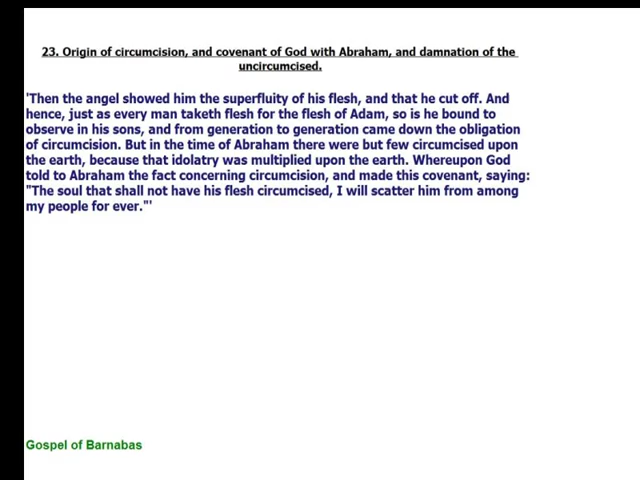 23. Origin of circumcision, and covenant of God with Abraham, and damnation of the
uncircumcised.
'Then the angel showed him the superfluity of his flesh, and that he cut off. And
hence, just as every man taketh flesh for the flesh of Adam, so is he bound to
observe in his sons, and from generation to generation came down the obligation
of circumcision. But in the time of Abraham there were but few circumcised upon
the earth, because that idolatry was multiplied upon the earth. Whereupon God
told to Abraham the fact concerning circumcision, and made this covenant, saying:
"The soul that shall not have his flesh circumcised, I will scatter him from among
my people for ever."'
Gospel of Barnabas